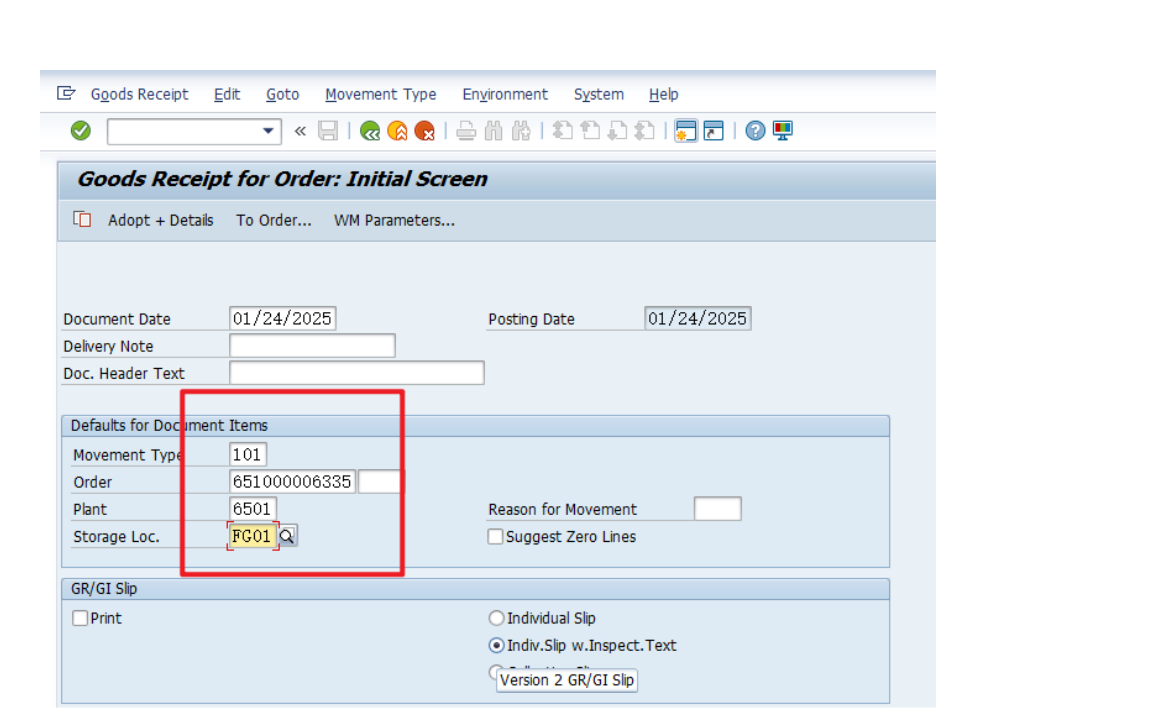 Goods Receipt Edit Goto Movement Type Environment System Help
Goods Receipt for Order: Initial Screen
Adopt + Details To Order... WM Parameters...
Document Date 01/24/2025 Posting Date 01/24/2025
Delivery Note
Doc. Header Text
Defaults for Document Items
Movement Type 101
Order 651000006335
Plant 6501 Reason for Movement
Storage Loc. FG01 Suggest Zero Lines
GR/GI Slip
Print Individual Slip
Indiv.Slip w.Inspect.Text
Version 2 GR/GI Slip